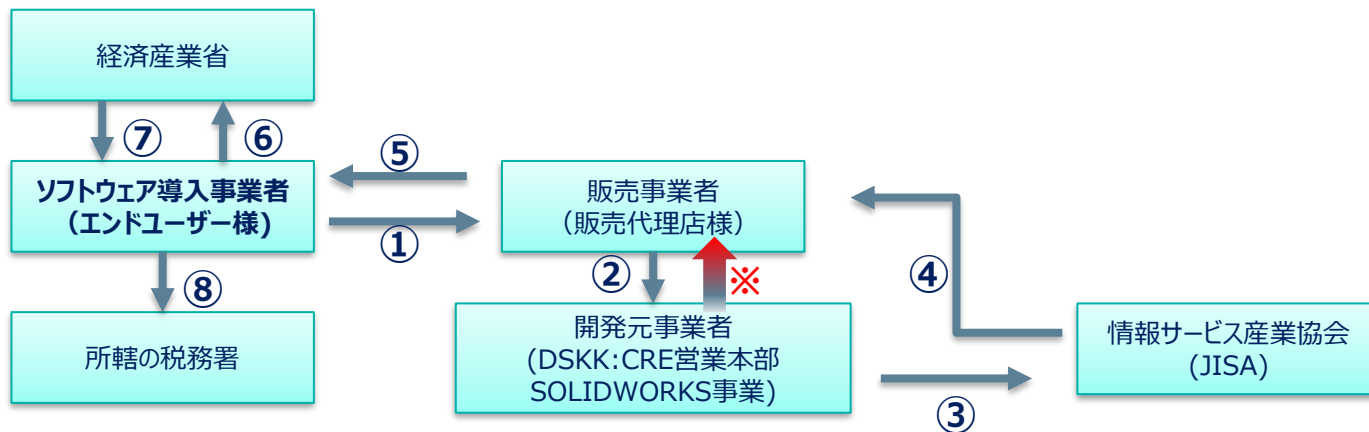 経済産業省
⑦
⑥
ソフトウェア導入事業者
（エンドユーザー様)
⑤
①
販売事業者
（販売代理店様）
②
※
④
⑧
所轄の税務署
開発元事業者
(DSKK:CRE営業本部
SOLIDWORKS事業)
③
情報サービス産業協会
(JISA)